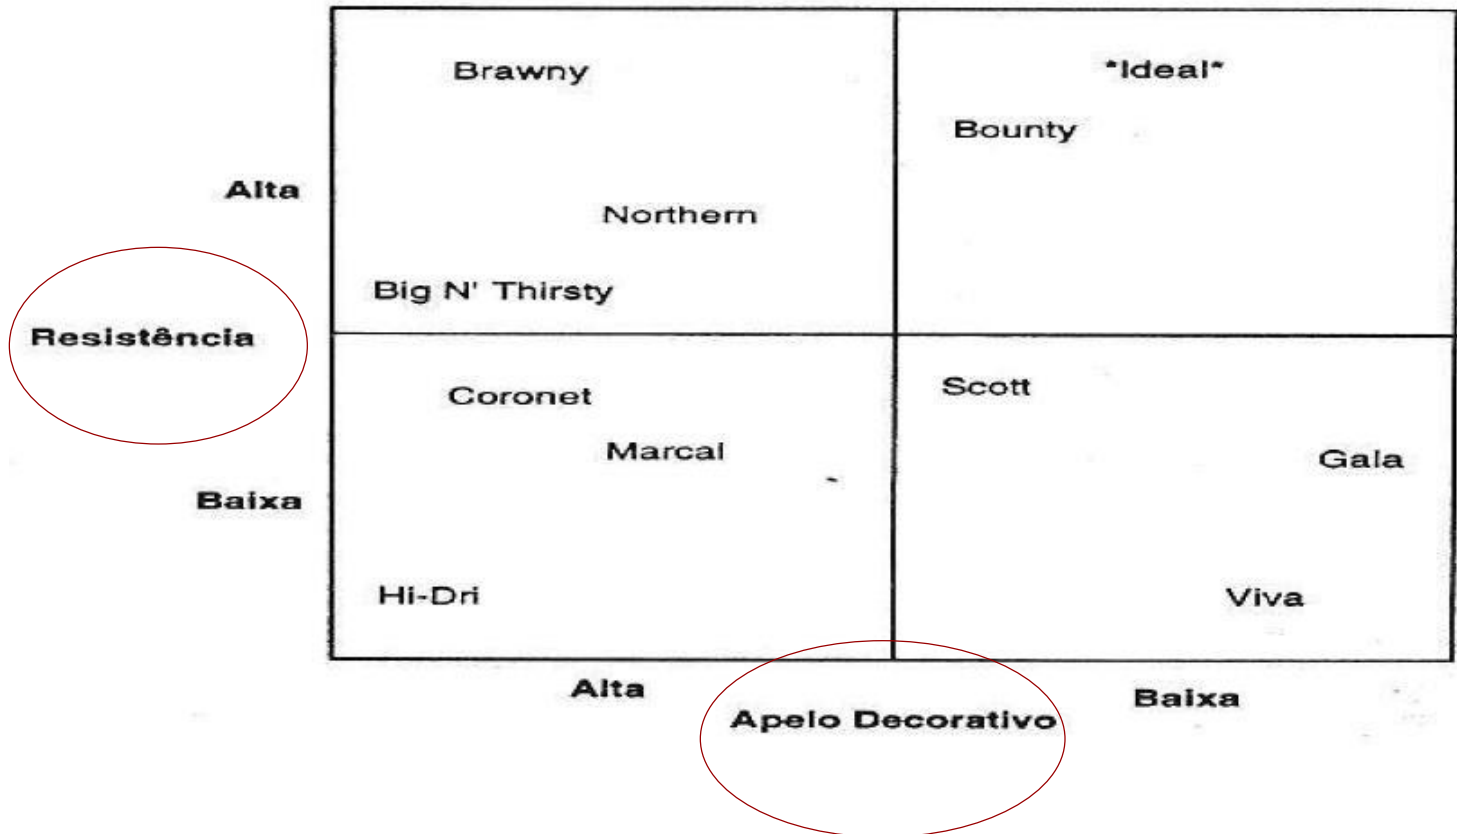 Brawny
*Ideal*
Bounty
Alta
Northern
Big N' Thirsty
Resistência
Coronet
Scott
Marcal
Gala
Baixa
Hi-Dri
Viva
Alta
Baixa
Apelo Decorativo